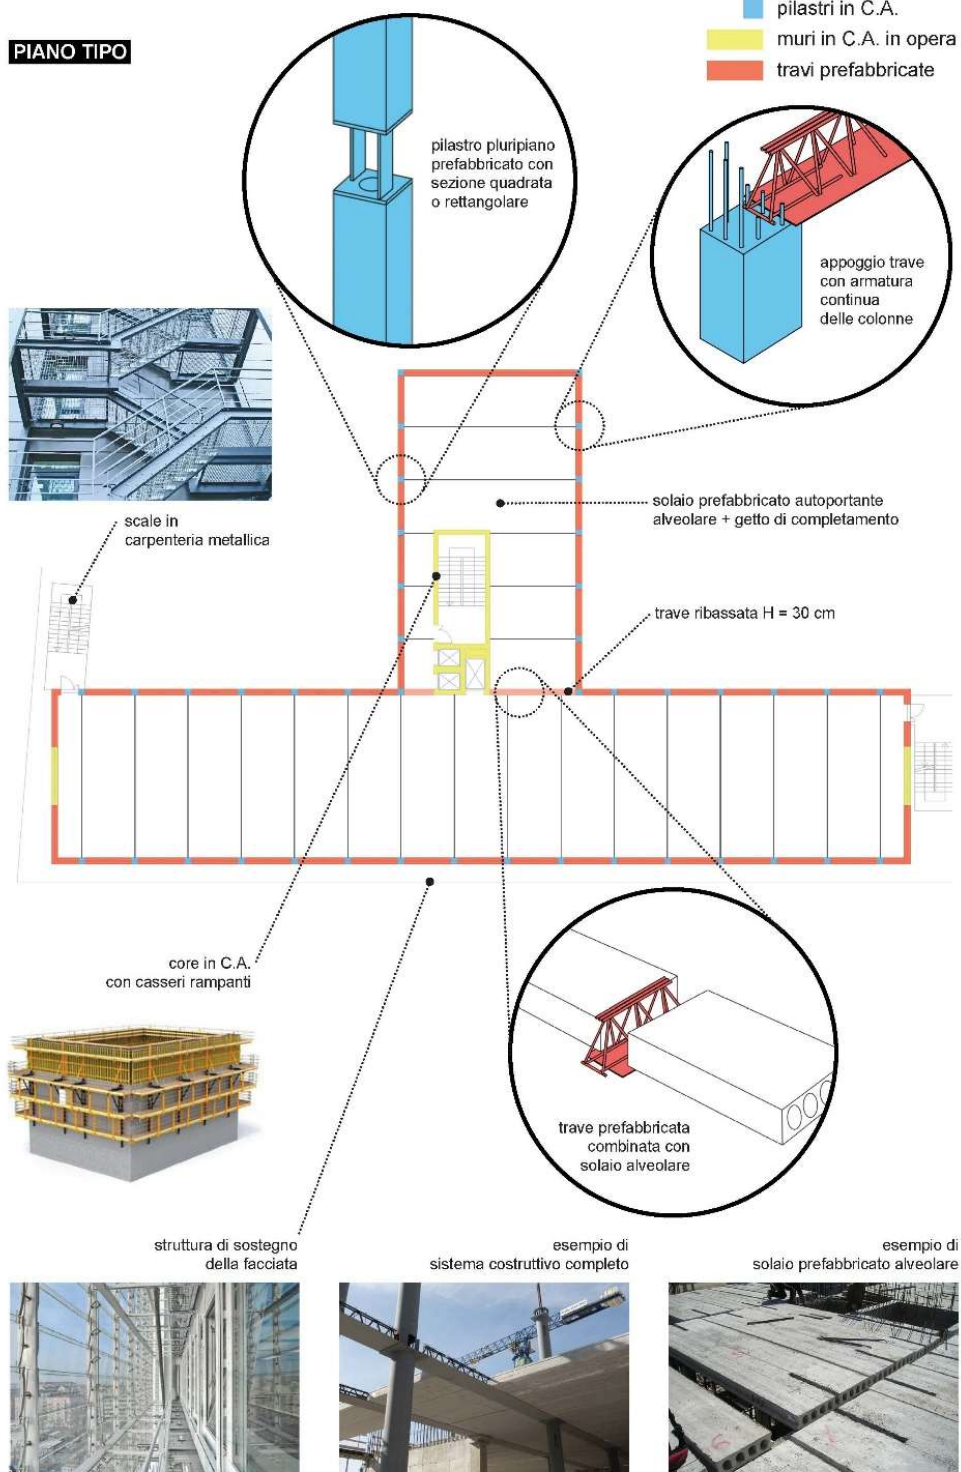 PIANO TIPO
pilastri in C.A.
muri in C.A. in opera
travi prefabbricate
pilastro pluripiano
prefabbricato con
sezione quadrata
o rettangolare
appoggio trave
con armatura
continua
delle colonne
scale in
carpenteria metallica
solaio prefabbricato autoportante
alveolare + getto di completamento
trave ribassata H = 30 cm
core in C.A.
con casseri rampanti
trave prefabbricata
combinata con
solaio alveolare
struttura di sostegno
della facciata
esempio di
sistema costruttivo completo
esempio di
solaio prefabbricato alveolare